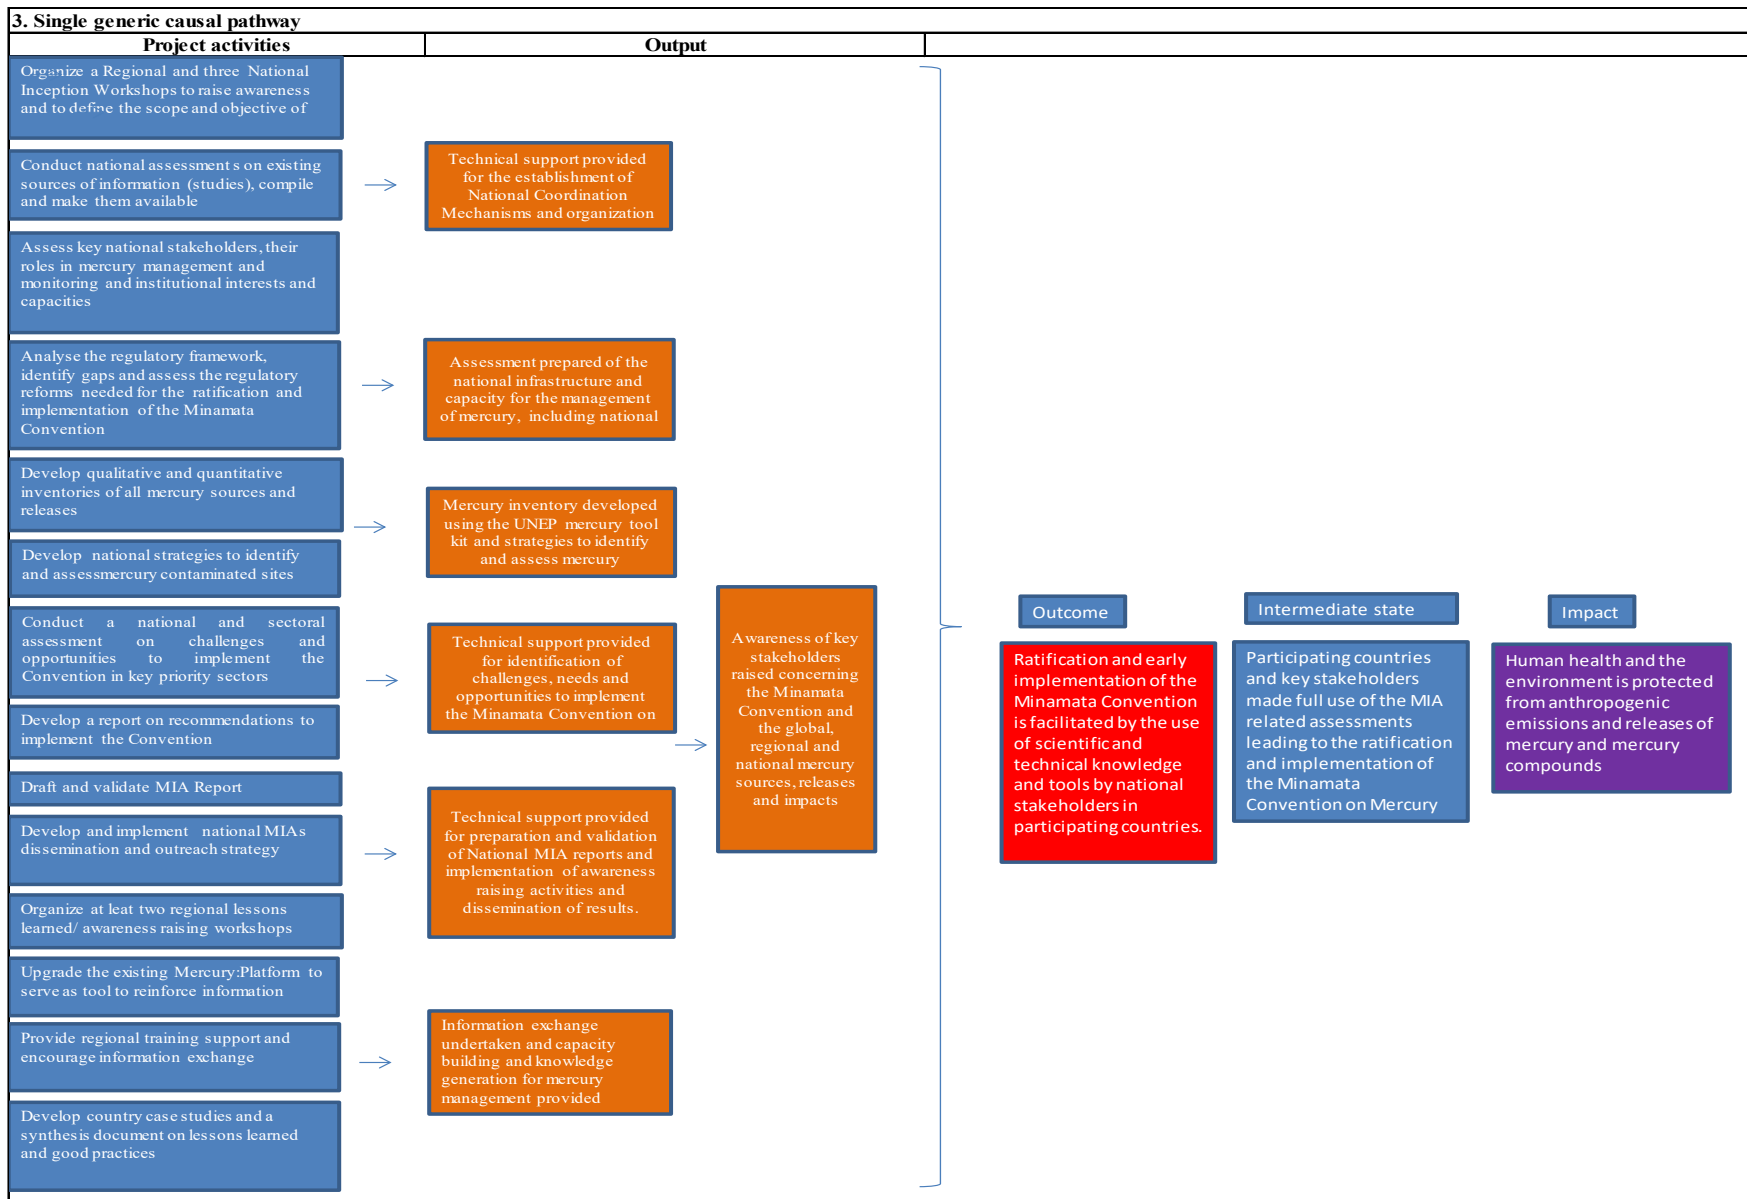 3. Single generic causal pathway
Project activities
Output
Organize a Regional and three National
Inception Workshops to raise awareness
and to define the scope and objective of
Conduct national assessments on existing
sources of information (studies), compile
and make them available
Assess key national stakeholders, their
roles in mercury management and
monitoring and institutional interests and
capacities
Analyse the regulatory framework,
identify gaps and assess the regulatory
reforms needed for the ratification and
implementation of the Minamata
Convention
Develop qualitative and quantitative
inventories of all mercury sources and
releases
Develop national strategies to identify
and assessmercury contaminated sites
Conduct a national and sectoral
assessment on challenges and
opportunities to implement the
Convention in key priority sectors
Develop a report on recommendations to
implement the Convention
Draft and validate MIA Report
Develop and implement national MIAs
dissemination and outreach strategy
Organize at leat two regional lessons
learned/ awareness raising workshops
Upgrade the existing Mercury:Platform to
serve as tool to reinforce information
Provide regional training support and
encourage information exchange
Develop country case studies and a
synthesis document on lessons learned
and good practices
Technical support provided
for the establishment of
National Coordination
Mechanisms and organization
Assessment prepared of the
national infrastructure and
capacity for the management
of mercury, including national
Mercury inventory developed
using the UNEP mercury tool
kit and strategies to identify
and assess mercury
Technical support provided
for identification of
challenges, needs and
opportunities to implement
the Minamata Convention on
Technical support provided
for preparation and validation
of National MIA reports and
implementation of awareness
raising activities and
dissemination of results.
Information exchange
undertaken and capacity
building and knowledge
generation for mercury
management provided
Awareness of key
stakeholders
raised concerning
the Minamata
Convention and
the global,
regional and
national mercury
sources, releases
and impacts
Outcome
Ratification and early
implementation of the
Minamata Convention
is facilitated by the use
of scientific and
technical knowledge
and tools by national
stakeholders in
participating countries.
Intermediate state
Participating countries
and key stakeholders
made full use of the MIA
related assessments
leading to the ratification
and implementation of
the Minamata
Convention on Mercury
Impact
Human health and the
environment is protected
from anthropogenic
emissions and releases of
mercury and mercury
compounds